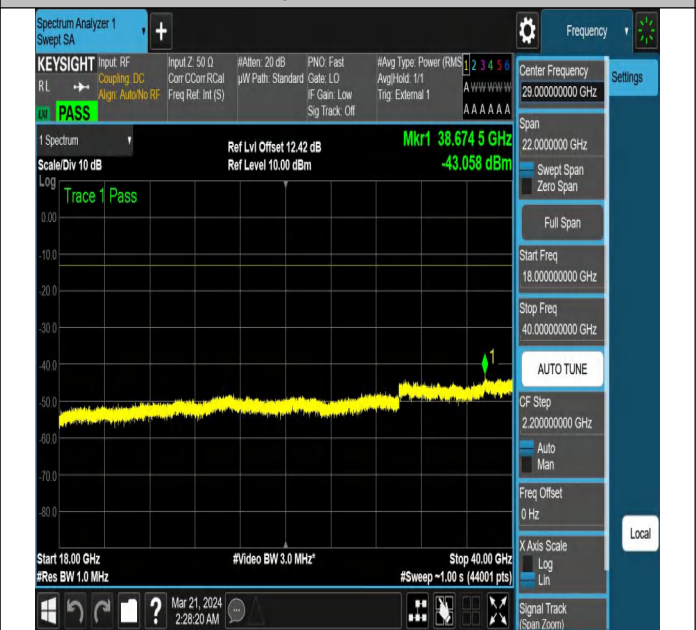 Spectrum Analyzer 1
Swept SA
+
Frequency
KEYSIGHT
RL
PASS
Input: RF
Coupling: DC
Align: Auto/No RF
Input Z: 50 Ω
Corr CCorr RCal
Freq Ref: Int (S)
#Atten: 20 dB
µW Path: Standard
PNO: Fast
Gate: LO
IF Gain: Low
Sig Track: Off
#Avg Type: Power (RMS
Avg|Hold: 1/1
Trig: External 1
1 2 3 4 5 6
A W W W W W
A A A A A A
1 Spectrum
Scale/Div 10 dB
Ref Lvl Offset 12.42 dB
Ref Level 10.00 dBm
Mkr1 38.674 5 GHz
-43.058 dBm
Log
Trace 1 Pass
0.00
-10.0
-20.0
-30.0
-40.0
-50.0
-60.0
-70.0
-80.0
1
Start 18.00 GHz
#Res BW 1.0 MHz
#Video BW 3.0 MHz*
Stop 40.00 GHz
#Sweep ~1.00 s (44001 pts)
?
Mar 21, 2024
2:28:20 AM
Center Frequency
29.000000000 GHz
Settings
Span
22.0000000 GHz
Swept Span
Zero Span
Full Span
Start Freq
18.000000000 GHz
Stop Freq
40.000000000 GHz
AUTO TUNE
CF Step
2.200000000 GHz
Auto
Man
Freq Offset
0 Hz
X Axis Scale
Log
Lin
Local
Signal Track
(Span Zoom)